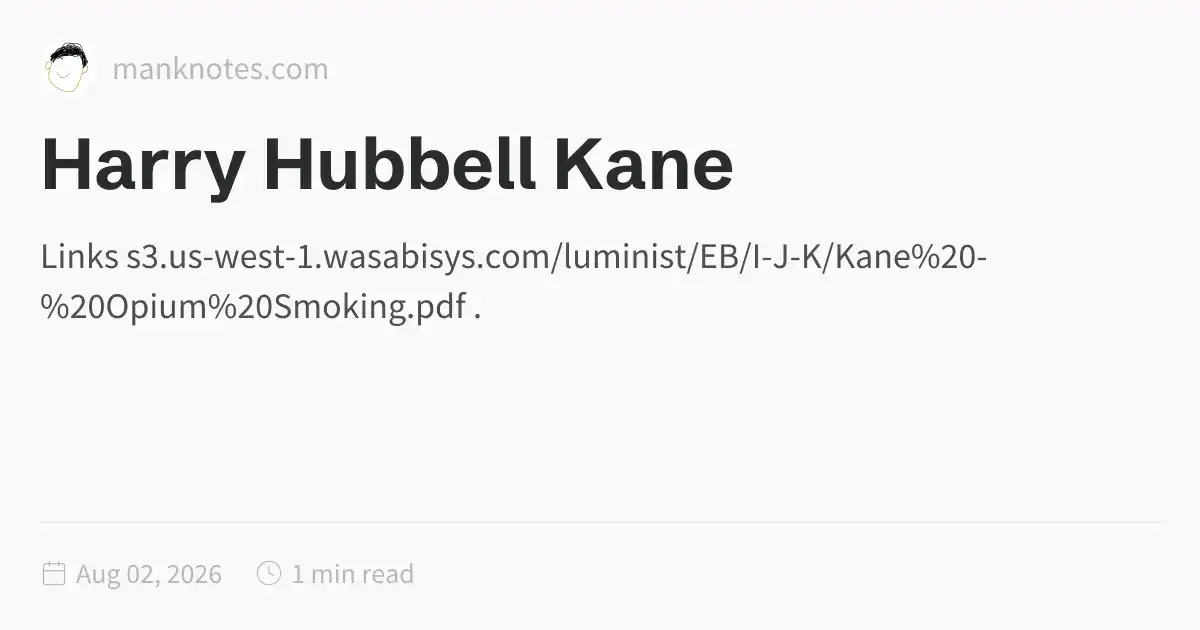 manknotes.com
Harry Hubbell Kane
Links s3.us-west-1.wasabisys.com/luminist/EB/I-J-K/Kane%20-
%20Opium%20Smoking.pdf .
Aug 02, 2026 1 min read